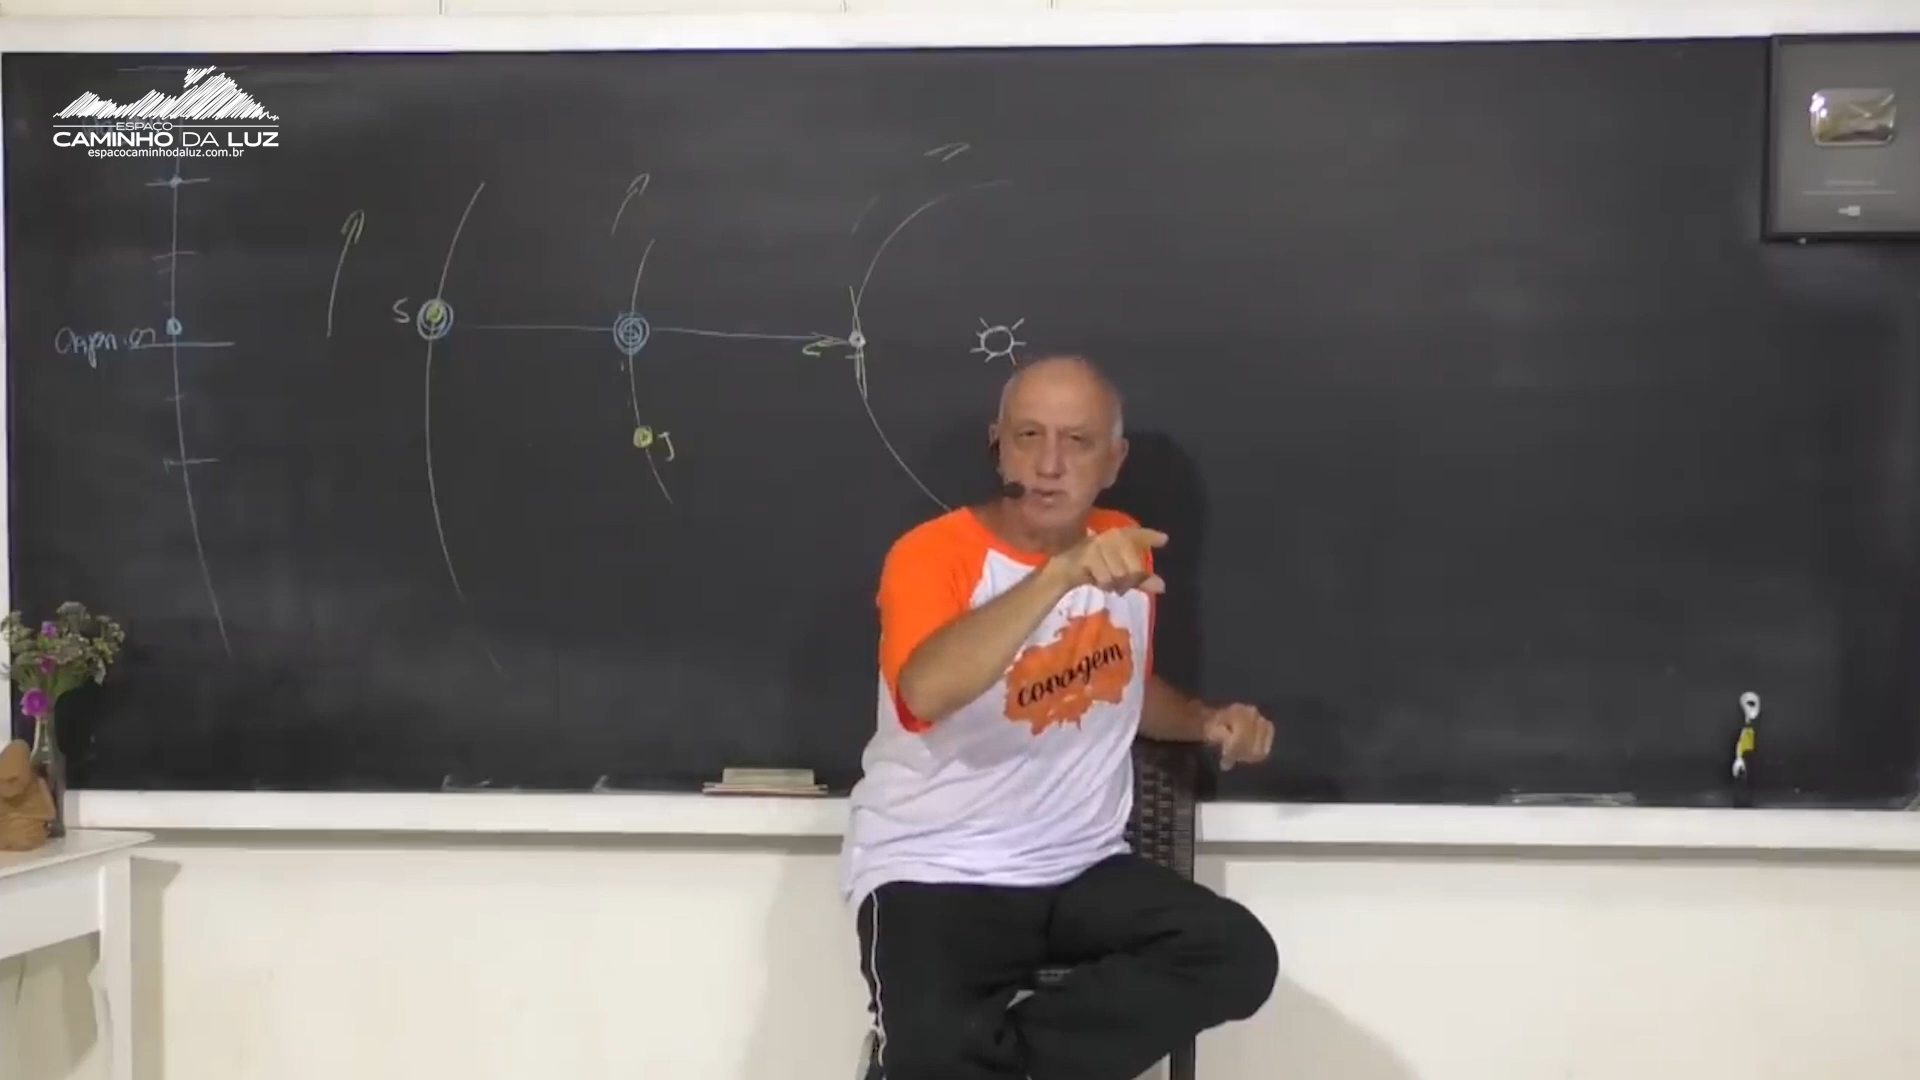 ESPAÇO
CAMINHO DA LUZ
espacocaminhodaluz.com.br
S
J
coragem